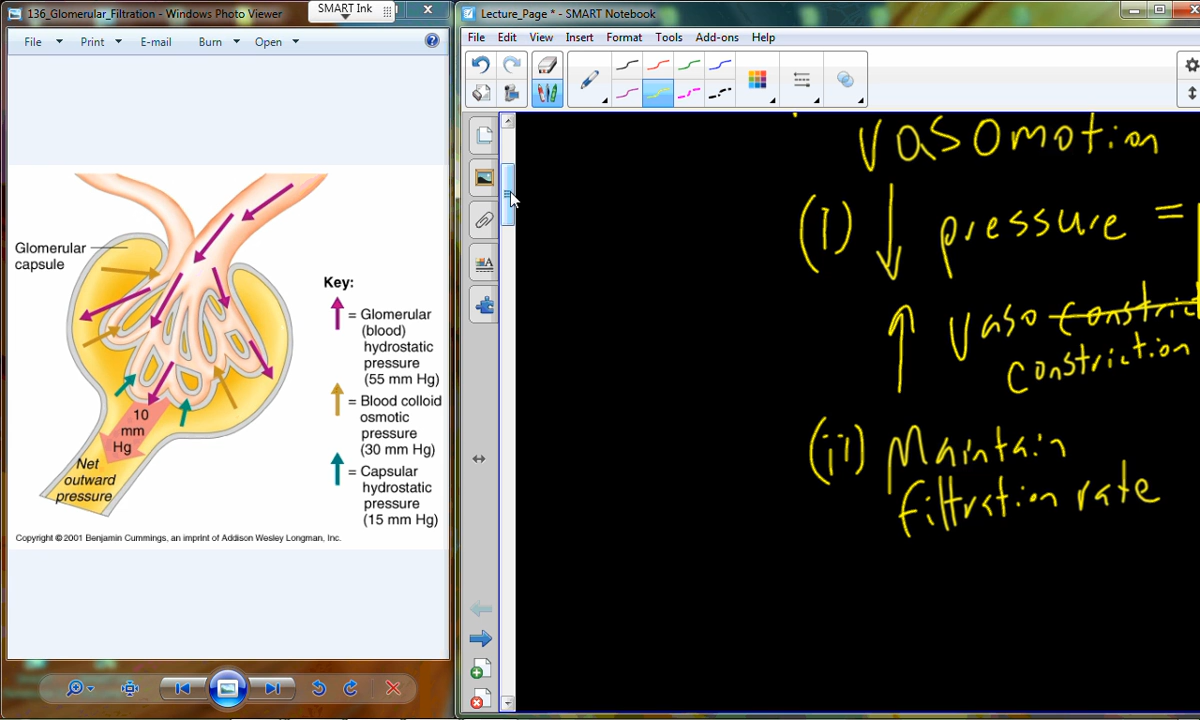 136_Glomerular_Filtration - Windows Photo Viewer
SMART Ink
File Print E-mail Burn Open
Glomerular
capsule
10
mm
Hg
Net
outward
pressure
Key:
= Glomerular
(blood)
hydrostatic
pressure
(55 mm Hg)
= Blood colloid
osmotic
pressure
(30 mm Hg)
= Capsular
hydrostatic
pressure
(15 mm Hg)
Copyright © 2001 Benjamin Cummings, an imprint of Addison Wesley Longman, Inc.
Lecture_Page * - SMART Notebook
File Edit View Insert Format Tools Add-ons Help
vasomotion
(i) ↓ pressure =
↑ vaso constrict
constriction
(ii) Maintain
filtration rate